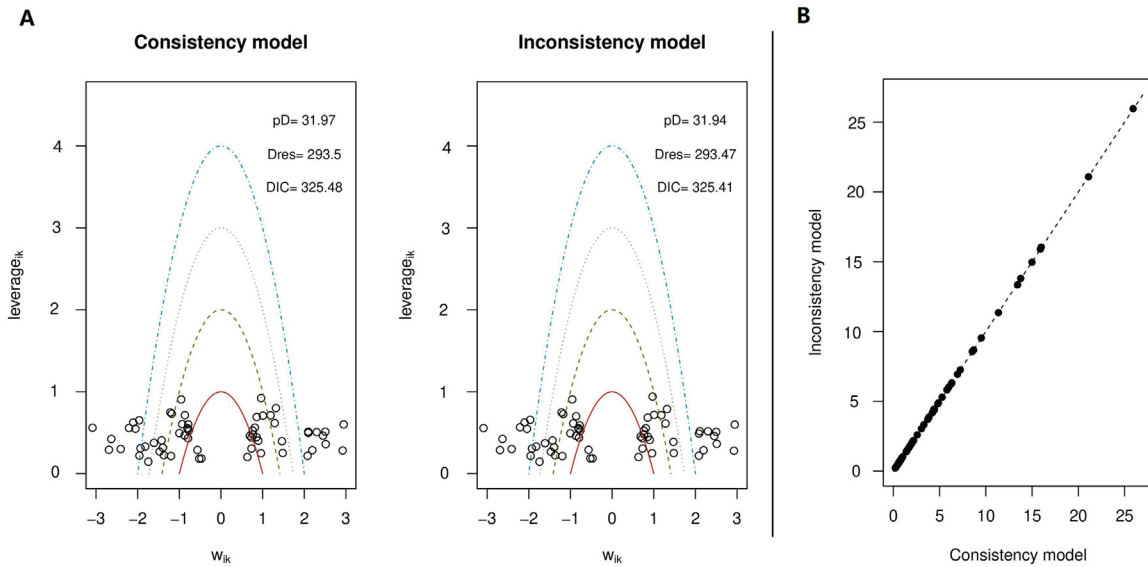 A
Consistency model
pD= 31.97
Dres= 293.5
DIC= 325.48
leverage_ik
4
3
2
1
0
−3 −2 −1 0 1 2 3
w_ik
Inconsistency model
pD= 31.94
Dres= 293.47
DIC= 325.41
leverage_ik
4
3
2
1
0
−3 −2 −1 0 1 2 3
w_ik
B
Inconsistency model
25
20
15
10
5
0
0 5 10 15 20 25
Consistency model